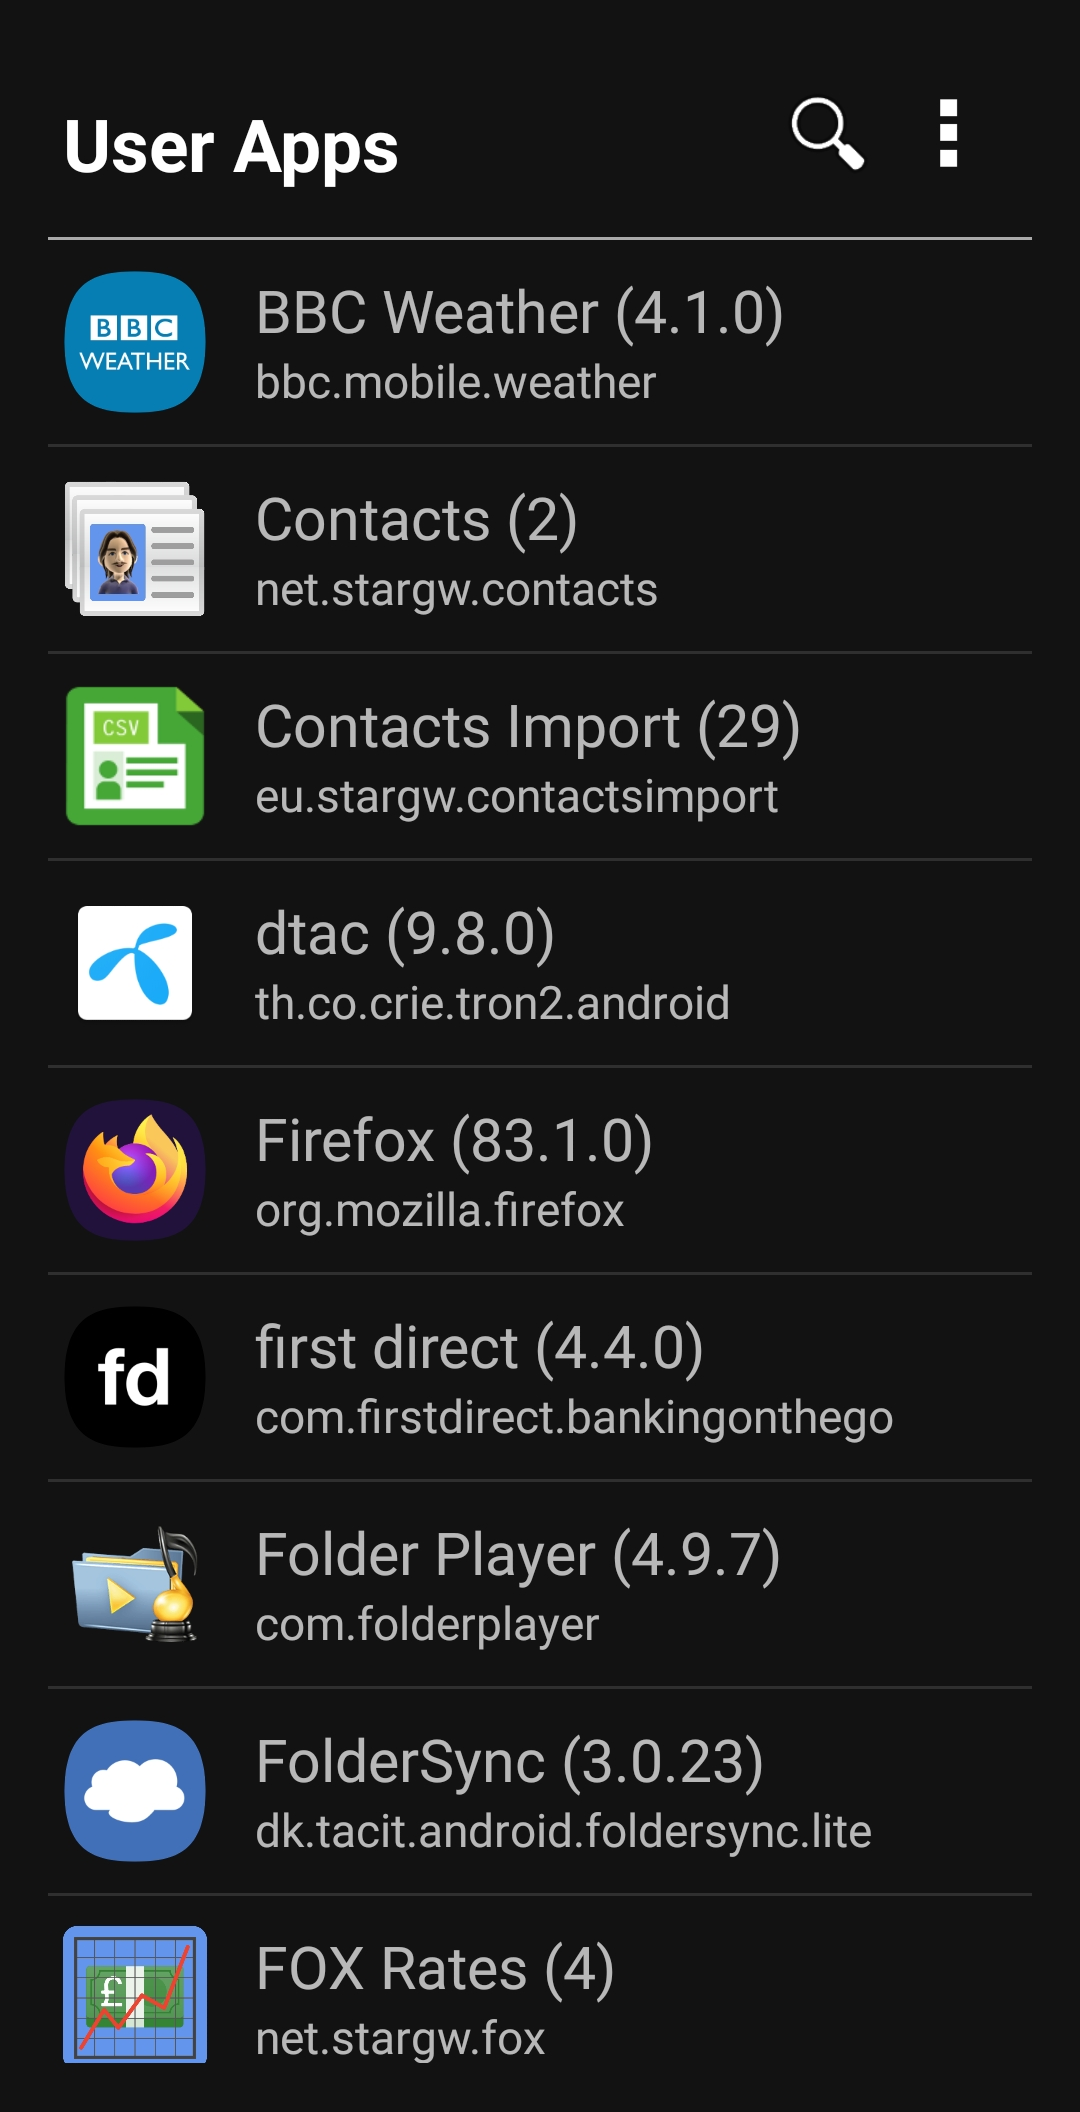 User Apps
BBC
WEATHER
BBC Weather (4.1.0)
bbc.mobile.weather
Contacts (2)
net.stargw.contacts
CSV
Contacts Import (29)
eu.stargw.contactsimport
dtac (9.8.0)
th.co.crie.tron2.android
Firefox (83.1.0)
org.mozilla.firefox
fd
first direct (4.4.0)
com.firstdirect.bankingonthego
Folder Player (4.9.7)
com.folderplayer
FolderSync (3.0.23)
dk.tacit.android.foldersync.lite
£
FOX Rates (4)
net.stargw.fox